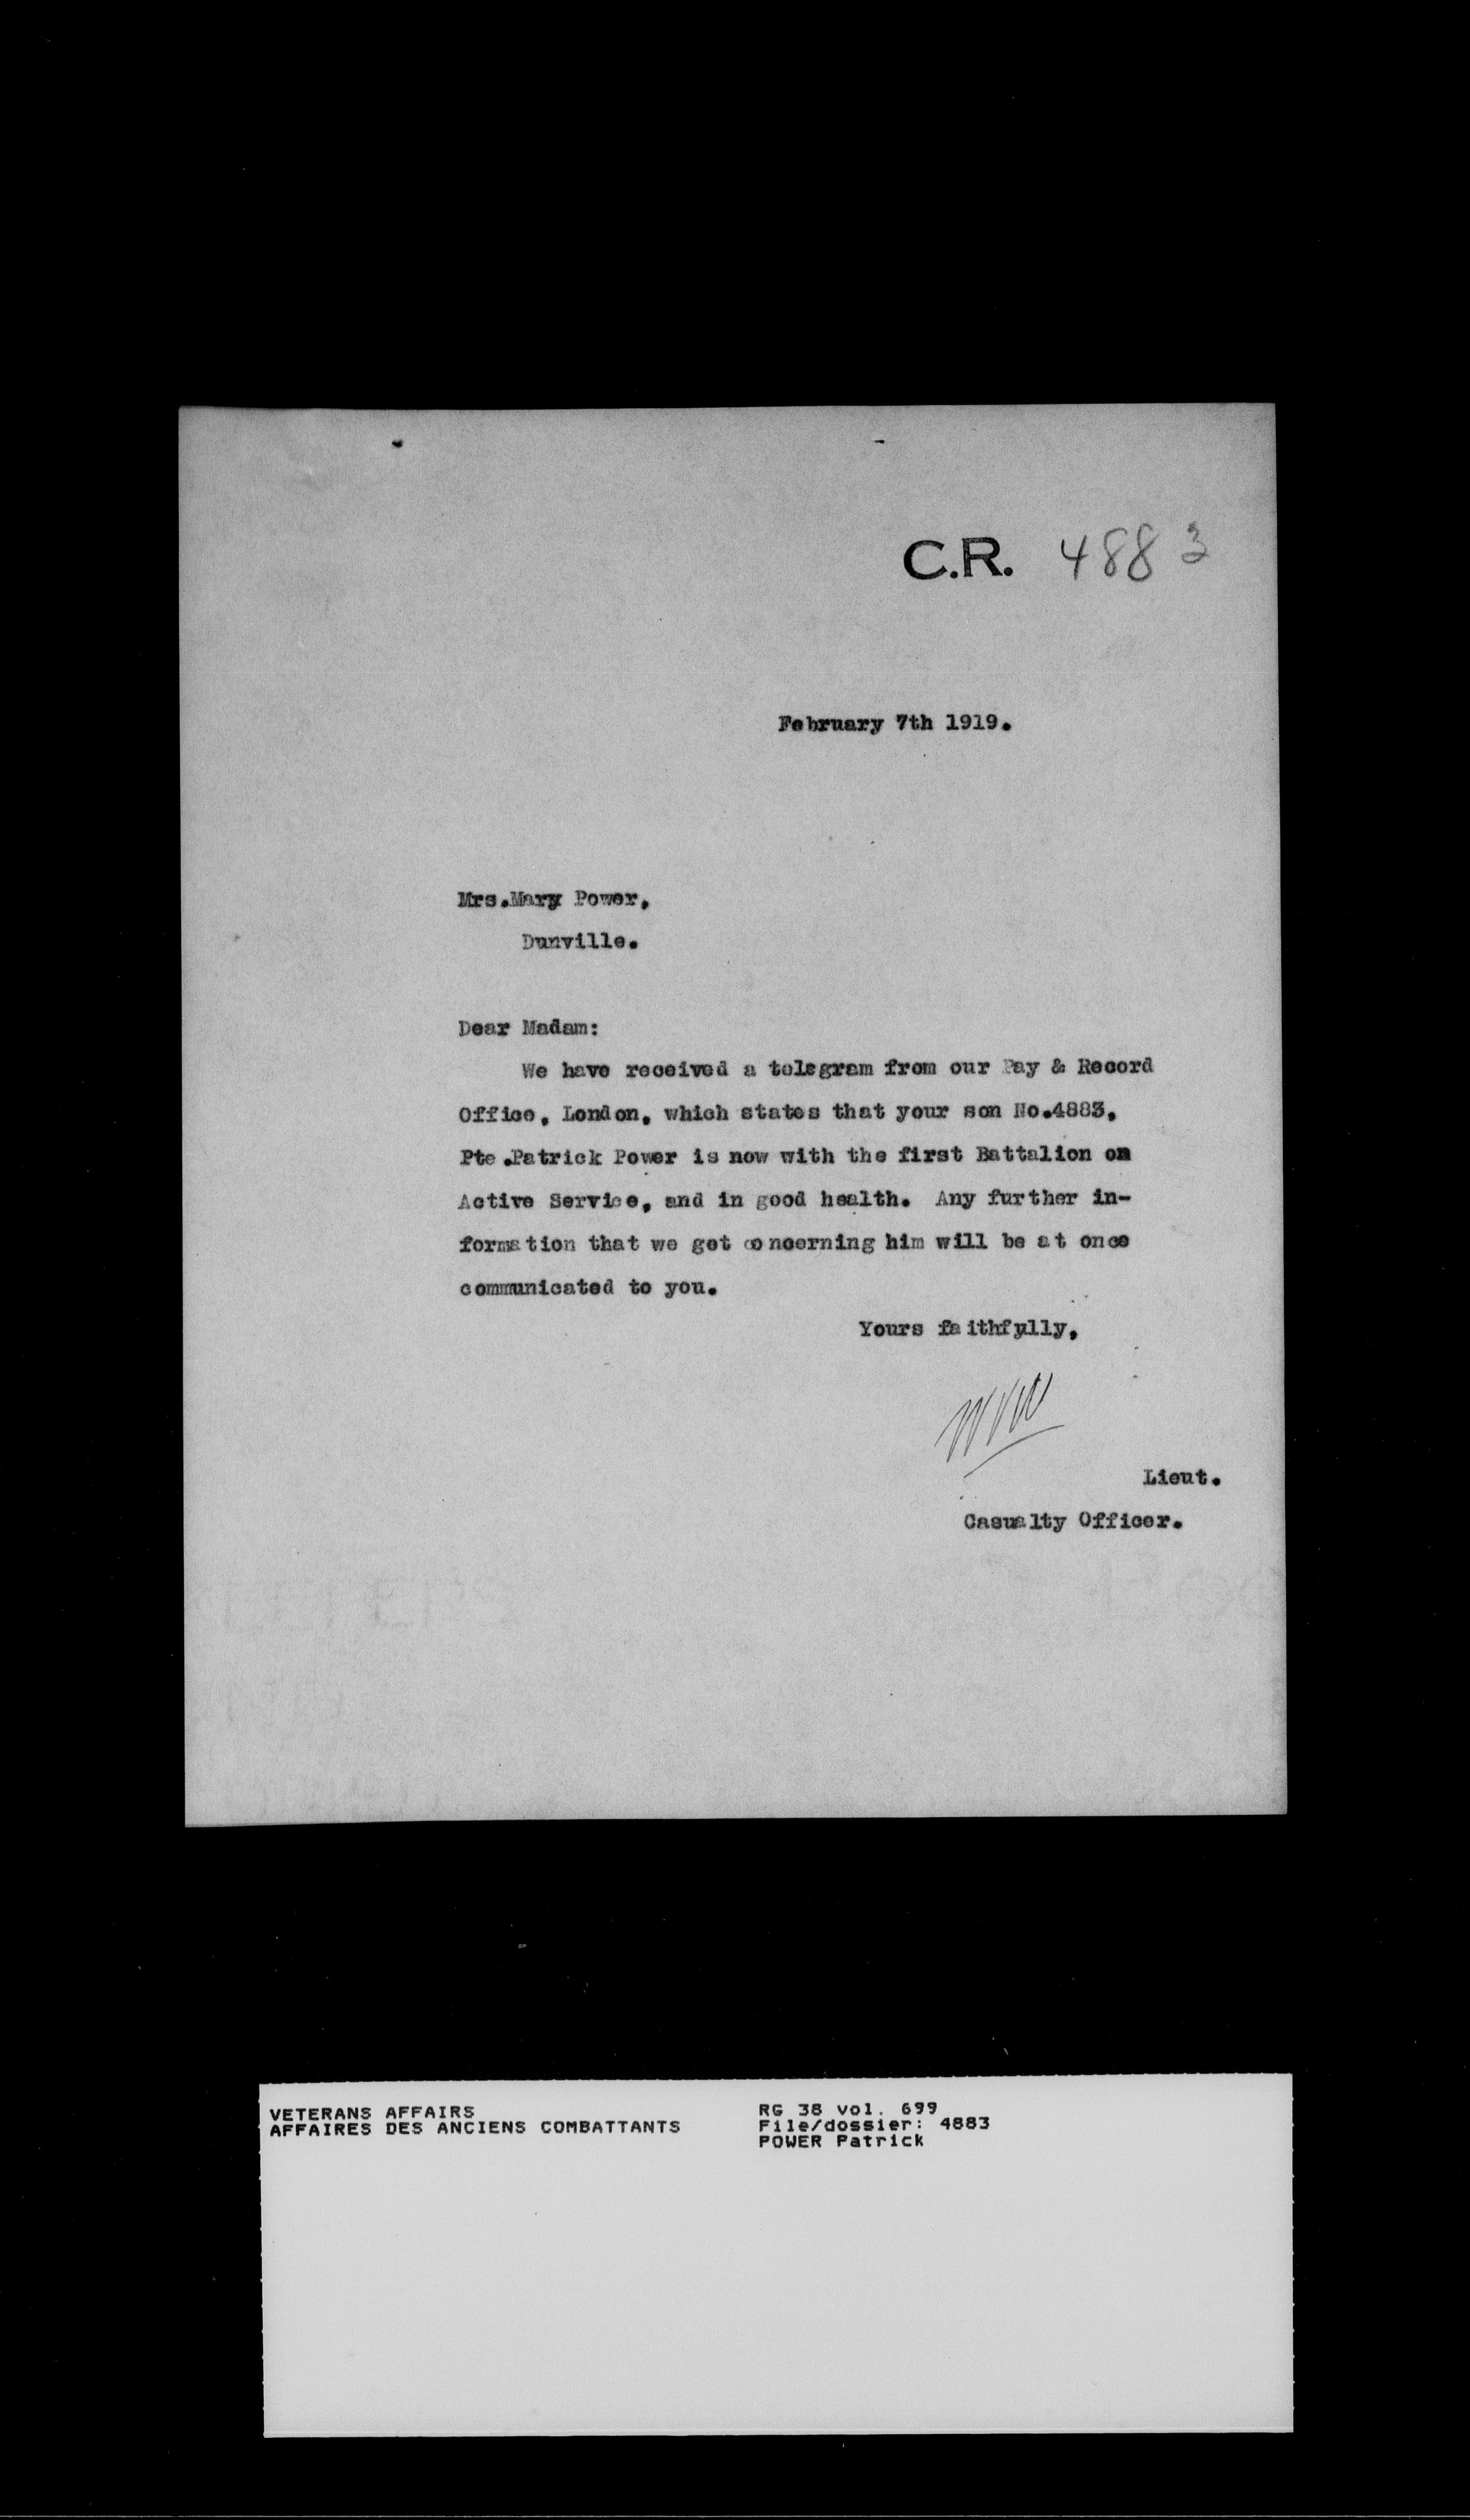 C.R. 4883
February 7th 1919.
Mrs.Mary Power,
Dunville.
Dear Madam:
We have received a telegram from our Pay & Record
Office, London, which states that your son No.4883,
Pte.Patrick Power is now with the first Battalion on
Active Service, and in good health. Any further in-
formation that we get concerning him will be at once
communicated to you.
Yours faithfully,
Lieut.
Casualty Officer.
VETERANS AFFAIRS
AFFAIRES DES ANCIENS COMBATTANTS
RG 38 vol. 699
File/dossier: 4883
POWER Patrick